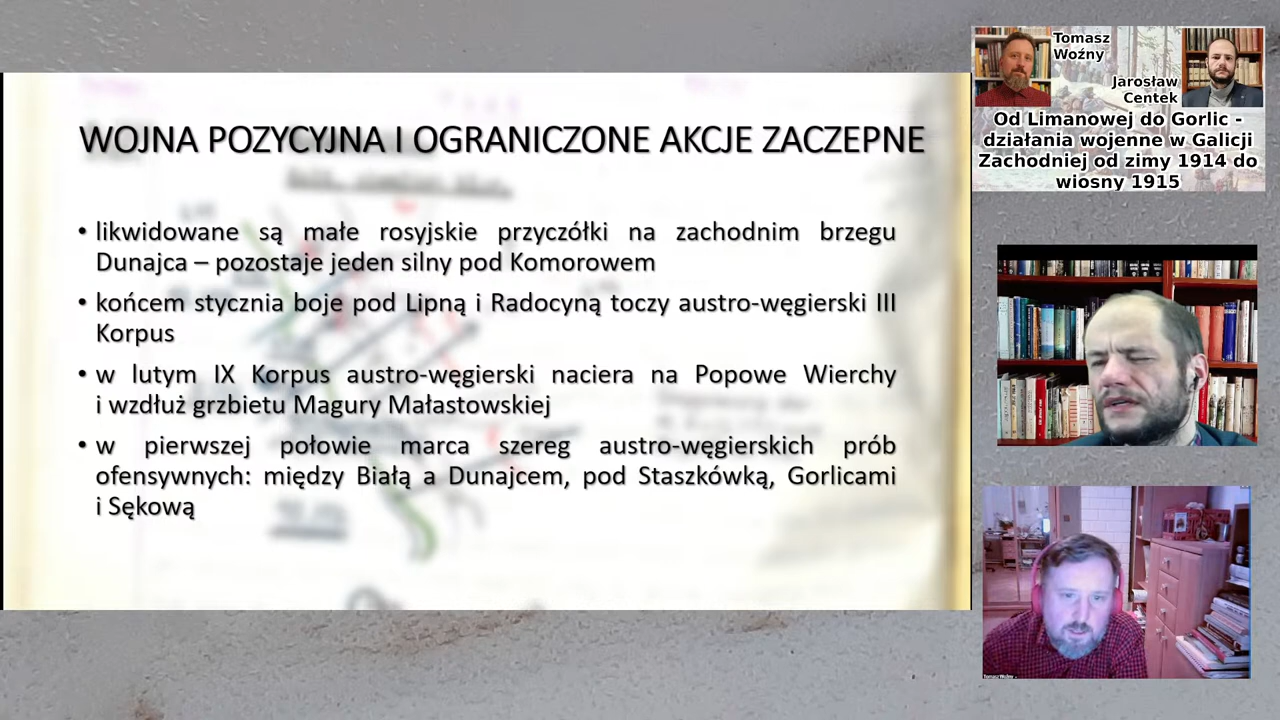 WOJNA POZYCYJNA I OGRANICZONE AKCJE ZACZEPNE
• likwidowane są małe rosyjskie przyczółki na zachodnim brzegu
Dunajca – pozostaje jeden silny pod Komorowem
• końcem stycznia boje pod Lipną i Radocyną toczy austro-węgierski III
Korpus
• w lutym IX Korpus austro-węgierski naciera na Popowe Wierchy
i wzdłuż grzbietu Magury Małastowskiej
• w pierwszej połowie marca szereg austro-węgierskich prób
ofensywnych: między Białą a Dunajcem, pod Staszkówką, Gorlicami
i Sękową
Tomasz
Woźny
Jarosław
Centek
Od Limanowej do Gorlic -
działania wojenne w Galicji
Zachodniej od zimy 1914 do
wiosny 1915
Tomasz Woźny